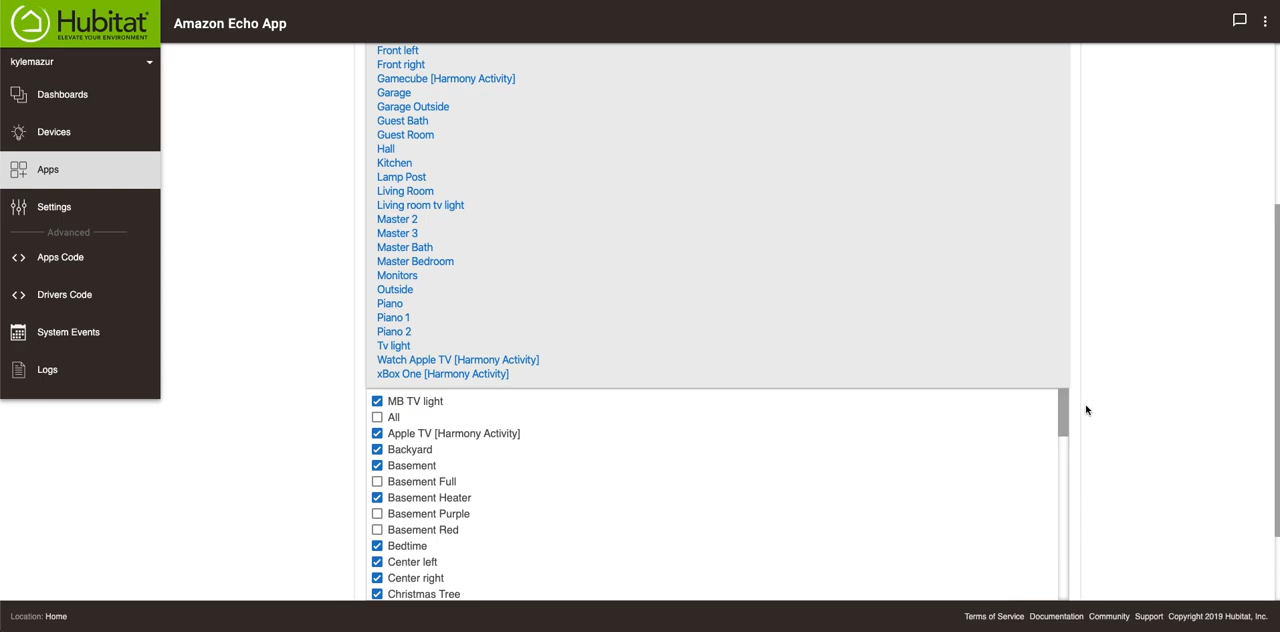 Hubitat
ELEVATE YOUR ENVIRONMENT
Amazon Echo App
kylemazur
Dashboards
Devices
Apps
Settings
Advanced
Apps Code
Drivers Code
System Events
Logs
Front left
Front right
Gamecube [Harmony Activity]
Garage
Garage Outside
Guest Bath
Guest Room
Hall
Kitchen
Lamp Post
Living Room
Living room tv light
Master 2
Master 3
Master Bath
Master Bedroom
Monitors
Outside
Piano
Piano 1
Piano 2
Tv light
Watch Apple TV [Harmony Activity]
xBox One [Harmony Activity]
MB TV light
All
Apple TV [Harmony Activity]
Backyard
Basement
Basement Full
Basement Heater
Basement Purple
Basement Red
Bedtime
Center left
Center right
Christmas Tree
Location: Home
Terms of Service Documentation Community Support Copyright 2019 Hubitat, Inc.